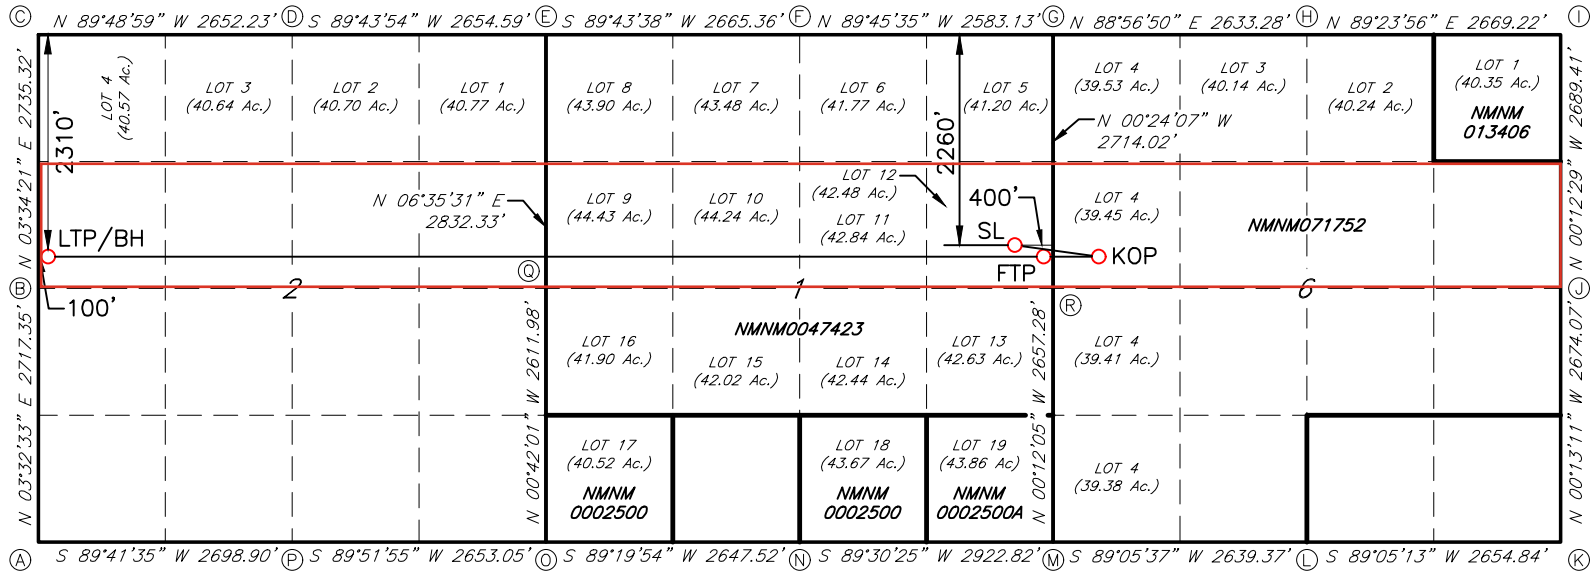 C N 89°48'59" W 2652.23' D S 89°43'54" W 2654.59' E S 89°43'38" W 2665.36' F N 89°45'35" W 2583.13' G N 88°56'50" E 2633.28' H N 89°23'56" E 2669.22' I
N 03°34'21" E 2735.32'
2310'
LOT 4
(40.57 Ac.)
LOT 3
(40.64 Ac.)
LOT 2
(40.70 Ac.)
LOT 1
(40.77 Ac.)
LOT 8
(43.90 Ac.)
LOT 7
(43.48 Ac.)
LOT 6
(41.77 Ac.)
2260'
LOT 5
(41.20 Ac.)
N 00°24'07" W
2714.02'
LOT 4
(39.53 Ac.)
LOT 3
(40.14 Ac.)
LOT 2
(40.24 Ac.)
LOT 1
(40.35 Ac.)
NMNM
013406
N 00°12'29" W 2689.41'
LTP/BH
N 06°35'31" E
2832.33'
LOT 9
(44.43 Ac.)
LOT 10
(44.24 Ac.)
LOT 12
(42.48 Ac.)
LOT 11
(42.84 Ac.)
400'
SL
FTP
KOP
LOT 4
(39.45 Ac.)
NMNM071752
B
100'
2
Q
1
R
6
J
N 03°32'33" E 2717.35'
N 00°42'01" W 2611.98'
LOT 16
(41.90 Ac.)
NMNM0047423
LOT 15
(42.02 Ac.)
LOT 14
(42.44 Ac.)
LOT 13
(42.63 Ac.)
N 00°12'05" W 2657.28'
LOT 4
(39.41 Ac.)
N 00°13'11" W 2674.07'
LOT 17
(40.52 Ac.)
NMNM
0002500
LOT 18
(43.67 Ac.)
NMNM
0002500
LOT 19
(43.86 Ac)
NMNM
0002500A
LOT 4
(39.38 Ac.)
A S 89°41'35" W 2698.90' P S 89°51'55" W 2653.05' O S 89°19'54" W 2647.52' N S 89°30'25" W 2922.82' M S 89°05'37" W 2639.37' L S 89°05'13" W 2654.84' K